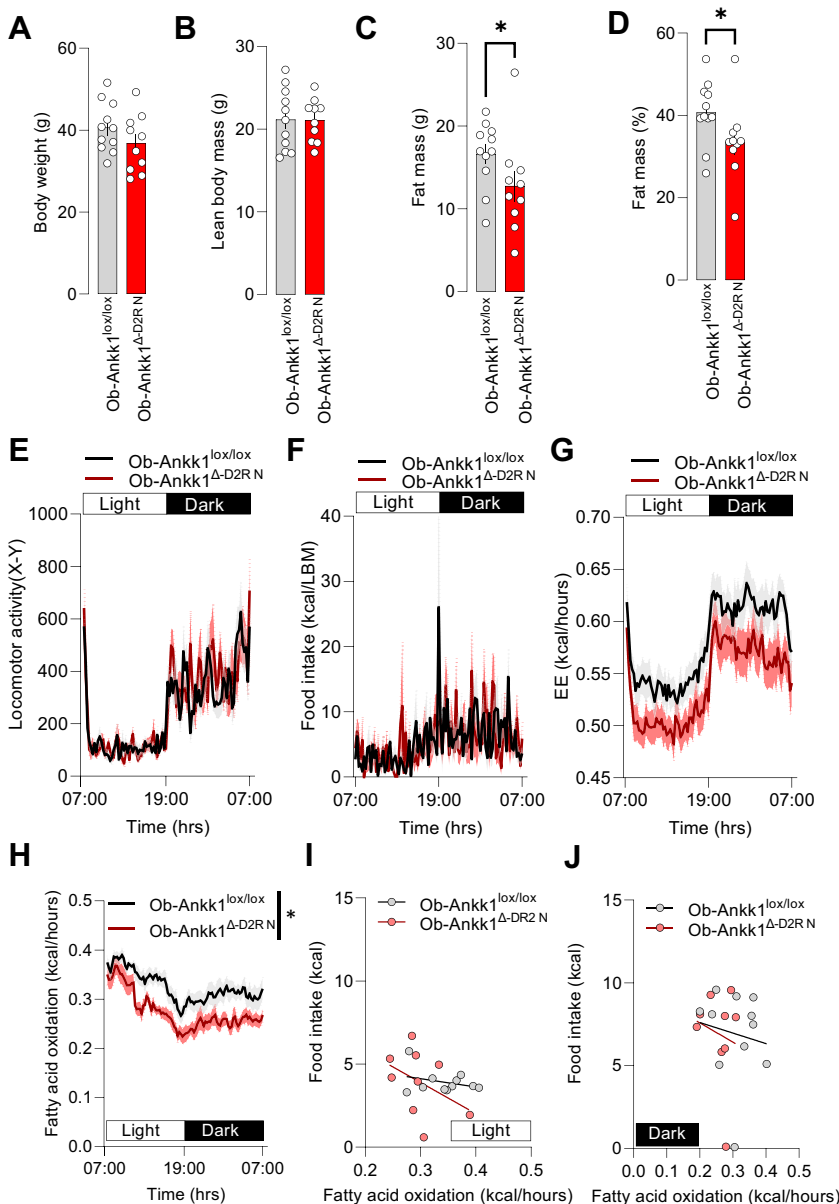 A
Body weight (g)
60
40
20
0
Ob-Ankk1lox/lox
Ob-Ankk1Δ-D2R N
B
Lean body mass (g)
30
20
10
0
Ob-Ankk1lox/lox
Ob-Ankk1Δ-D2R N
C
*
Fat mass (g)
30
20
10
0
Ob-Ankk1lox/lox
Ob-Ankk1Δ-D2R N
D
*
Fat mass (%)
60
40
20
0
Ob-Ankk1lox/lox
Ob-Ankk1Δ-D2R N
E
Ob-Ankk1lox/lox
Ob-Ankk1Δ-D2R N
Light Dark
Locomotor activity(X-Y)
1000
800
600
400
200
0
07:00 19:00 07:00
Time (hrs)
F
Ob-Ankk1lox/lox
Ob-Ankk1Δ-D2R N
Light Dark
Food intake (kcal/LBM)
40
30
20
10
0
07:00 19:00 07:00
Time (hrs)
G
Ob-Ankk1lox/lox
Ob-Ankk1Δ-D2R N
Light Dark
EE (kcal/hours)
0.70
0.65
0.60
0.55
0.50
0.45
07:00 19:00 07:00
Time (hrs)
H
Ob-Ankk1lox/lox
Ob-Ankk1Δ-D2R N
*
Fatty acid oxidation (kcal/hours)
0.5
0.4
0.3
0.2
0.1
0.0
Light Dark
07:00 19:00 07:00
Time (hrs)
I
Ob-Ankk1lox/lox
Ob-Ankk1Δ-DR2 N
Food intake (kcal)
15
10
5
0
Light
0.2 0.3 0.4 0.5
Fatty acid oxidation (kcal/hours)
J
Ob-Ankk1lox/lox
Ob-Ankk1Δ-D2R N
Food intake (kcal)
15
10
5
0
Dark
0.0 0.1 0.2 0.3 0.4 0.5
Fatty acid oxidation (kcal/hours)